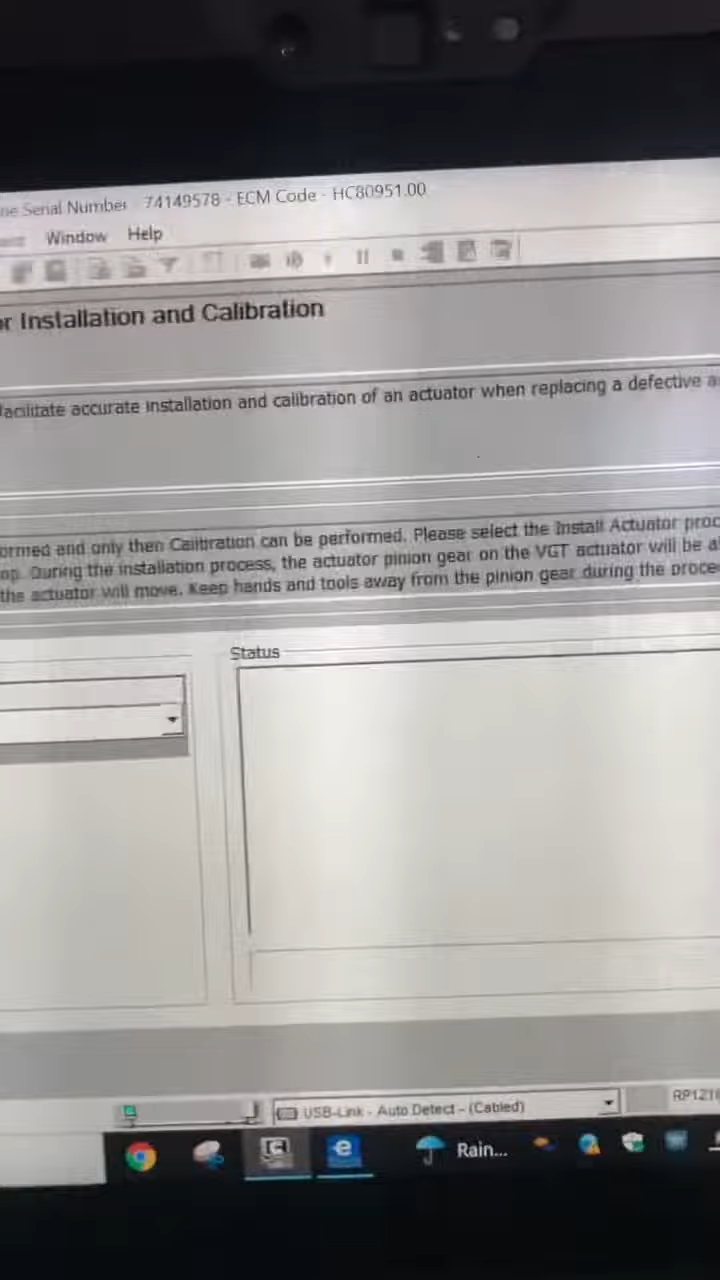 ne Serial Number 74149578 - ECM Code - HC80951.00
Window Help
r Installation and Calibration
facilitate accurate installation and calibration of an actuator when replacing a defective a
ormed and only then Calibration can be performed. Please select the Install Actuator proc
op. During the installation process, the actuator pinion gear on the VGT actuator will be a
the actuator will move. Keep hands and tools away from the pinion gear during the proce
Status
USB-Link - Auto Detect - (Cabled)
RP121
Rain...